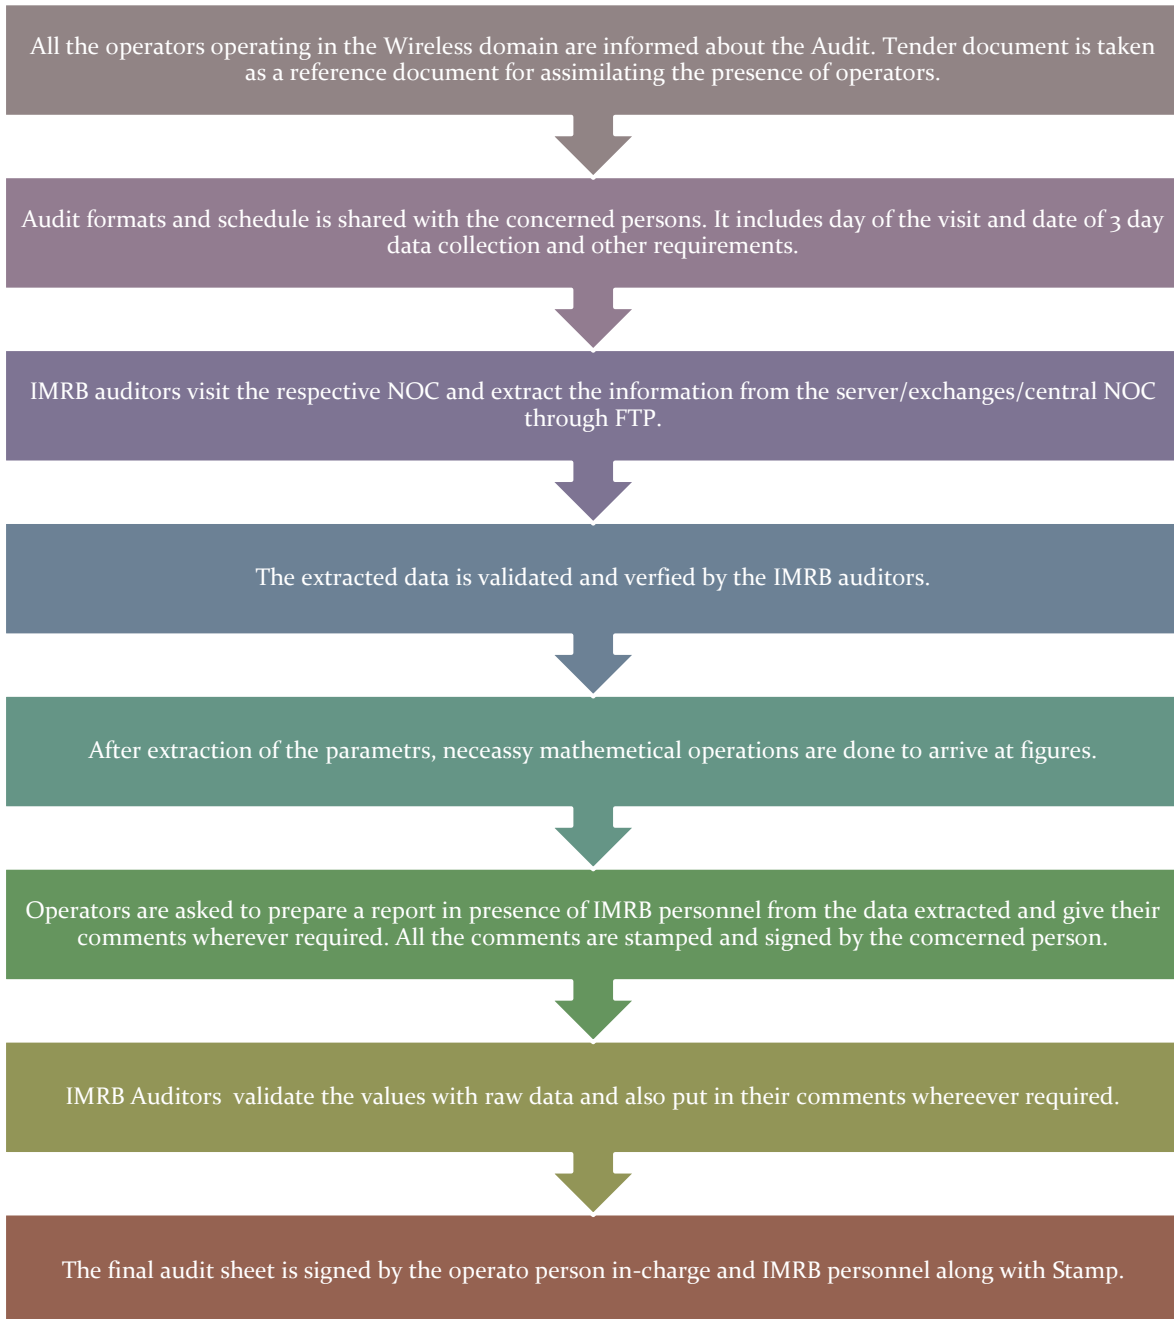 All the operators operating in the Wireless domain are informed about the Audit. Tender document is taken
as a reference document for assimilating the presence of operators.
Audit formats and schedule is shared with the concerned persons. It includes day of the visit and date of 3 day
data collection and other requirements.
IMRB auditors visit the respective NOC and extract the information from the server/exchanges/central NOC
through FTP.
The extracted data is validated and verfied by the IMRB auditors.
After extraction of the parametrs, neceassy mathemetical operations are done to arrive at figures.
Operators are asked to prepare a report in presence of IMRB personnel from the data extracted and give their
comments wherever required. All the comments are stamped and signed by the comcerned person.
IMRB Auditors  validate the values with raw data and also put in their comments whereever required.
The final audit sheet is signed by the operato person in-charge and IMRB personnel along with Stamp.